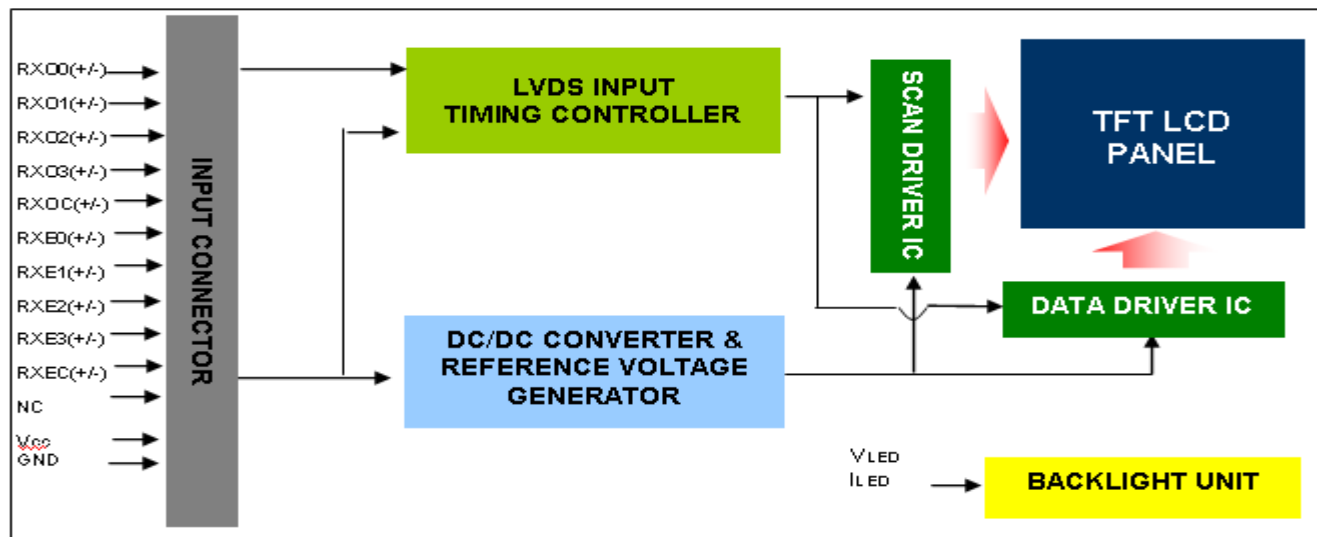 RXO0(+/-)
RXO1(+/-)
RXO2(+/-)
RXO3(+/-)
RXOC(+/-)
RXE0(+/-)
RXE1(+/-)
RXE2(+/-)
RXE3(+/-)
RXEC(+/-)
NC
Vcc
GND
INPUT CONNECTOR
LVDS INPUT
TIMING CONTROLLER
DC/DC CONVERTER &
REFERENCE VOLTAGE
GENERATOR
SCAN DRIVER IC
TFT LCD
PANEL
DATA DRIVER IC
VLED
ILED
BACKLIGHT UNIT